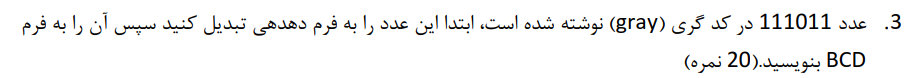 3. عدد 111011 در کد گری (gray) نوشته شده است، ابتدا این عدد را به فرم دهدهی تبدیل کنید سپس آن را به فرم
BCD بنویسید.(20 نمره)